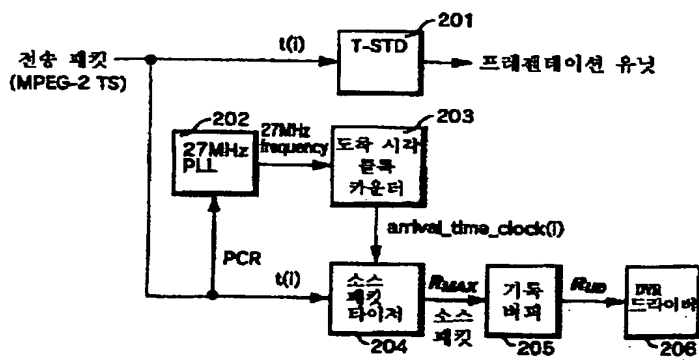 전송 패킷
(MPEG-2 TS)
t(i)
T-STD
201
프레젠테이션 유닛
202
27MHz
PLL
27MHz
frequency
203
도착 시각
클록
카운터
arrival_time_clock(i)
PCR
t(i)
소스
패킷
타이저
204
RMAX
소스
패킷
기록
버퍼
205
RUD
DVR
드라이버
206